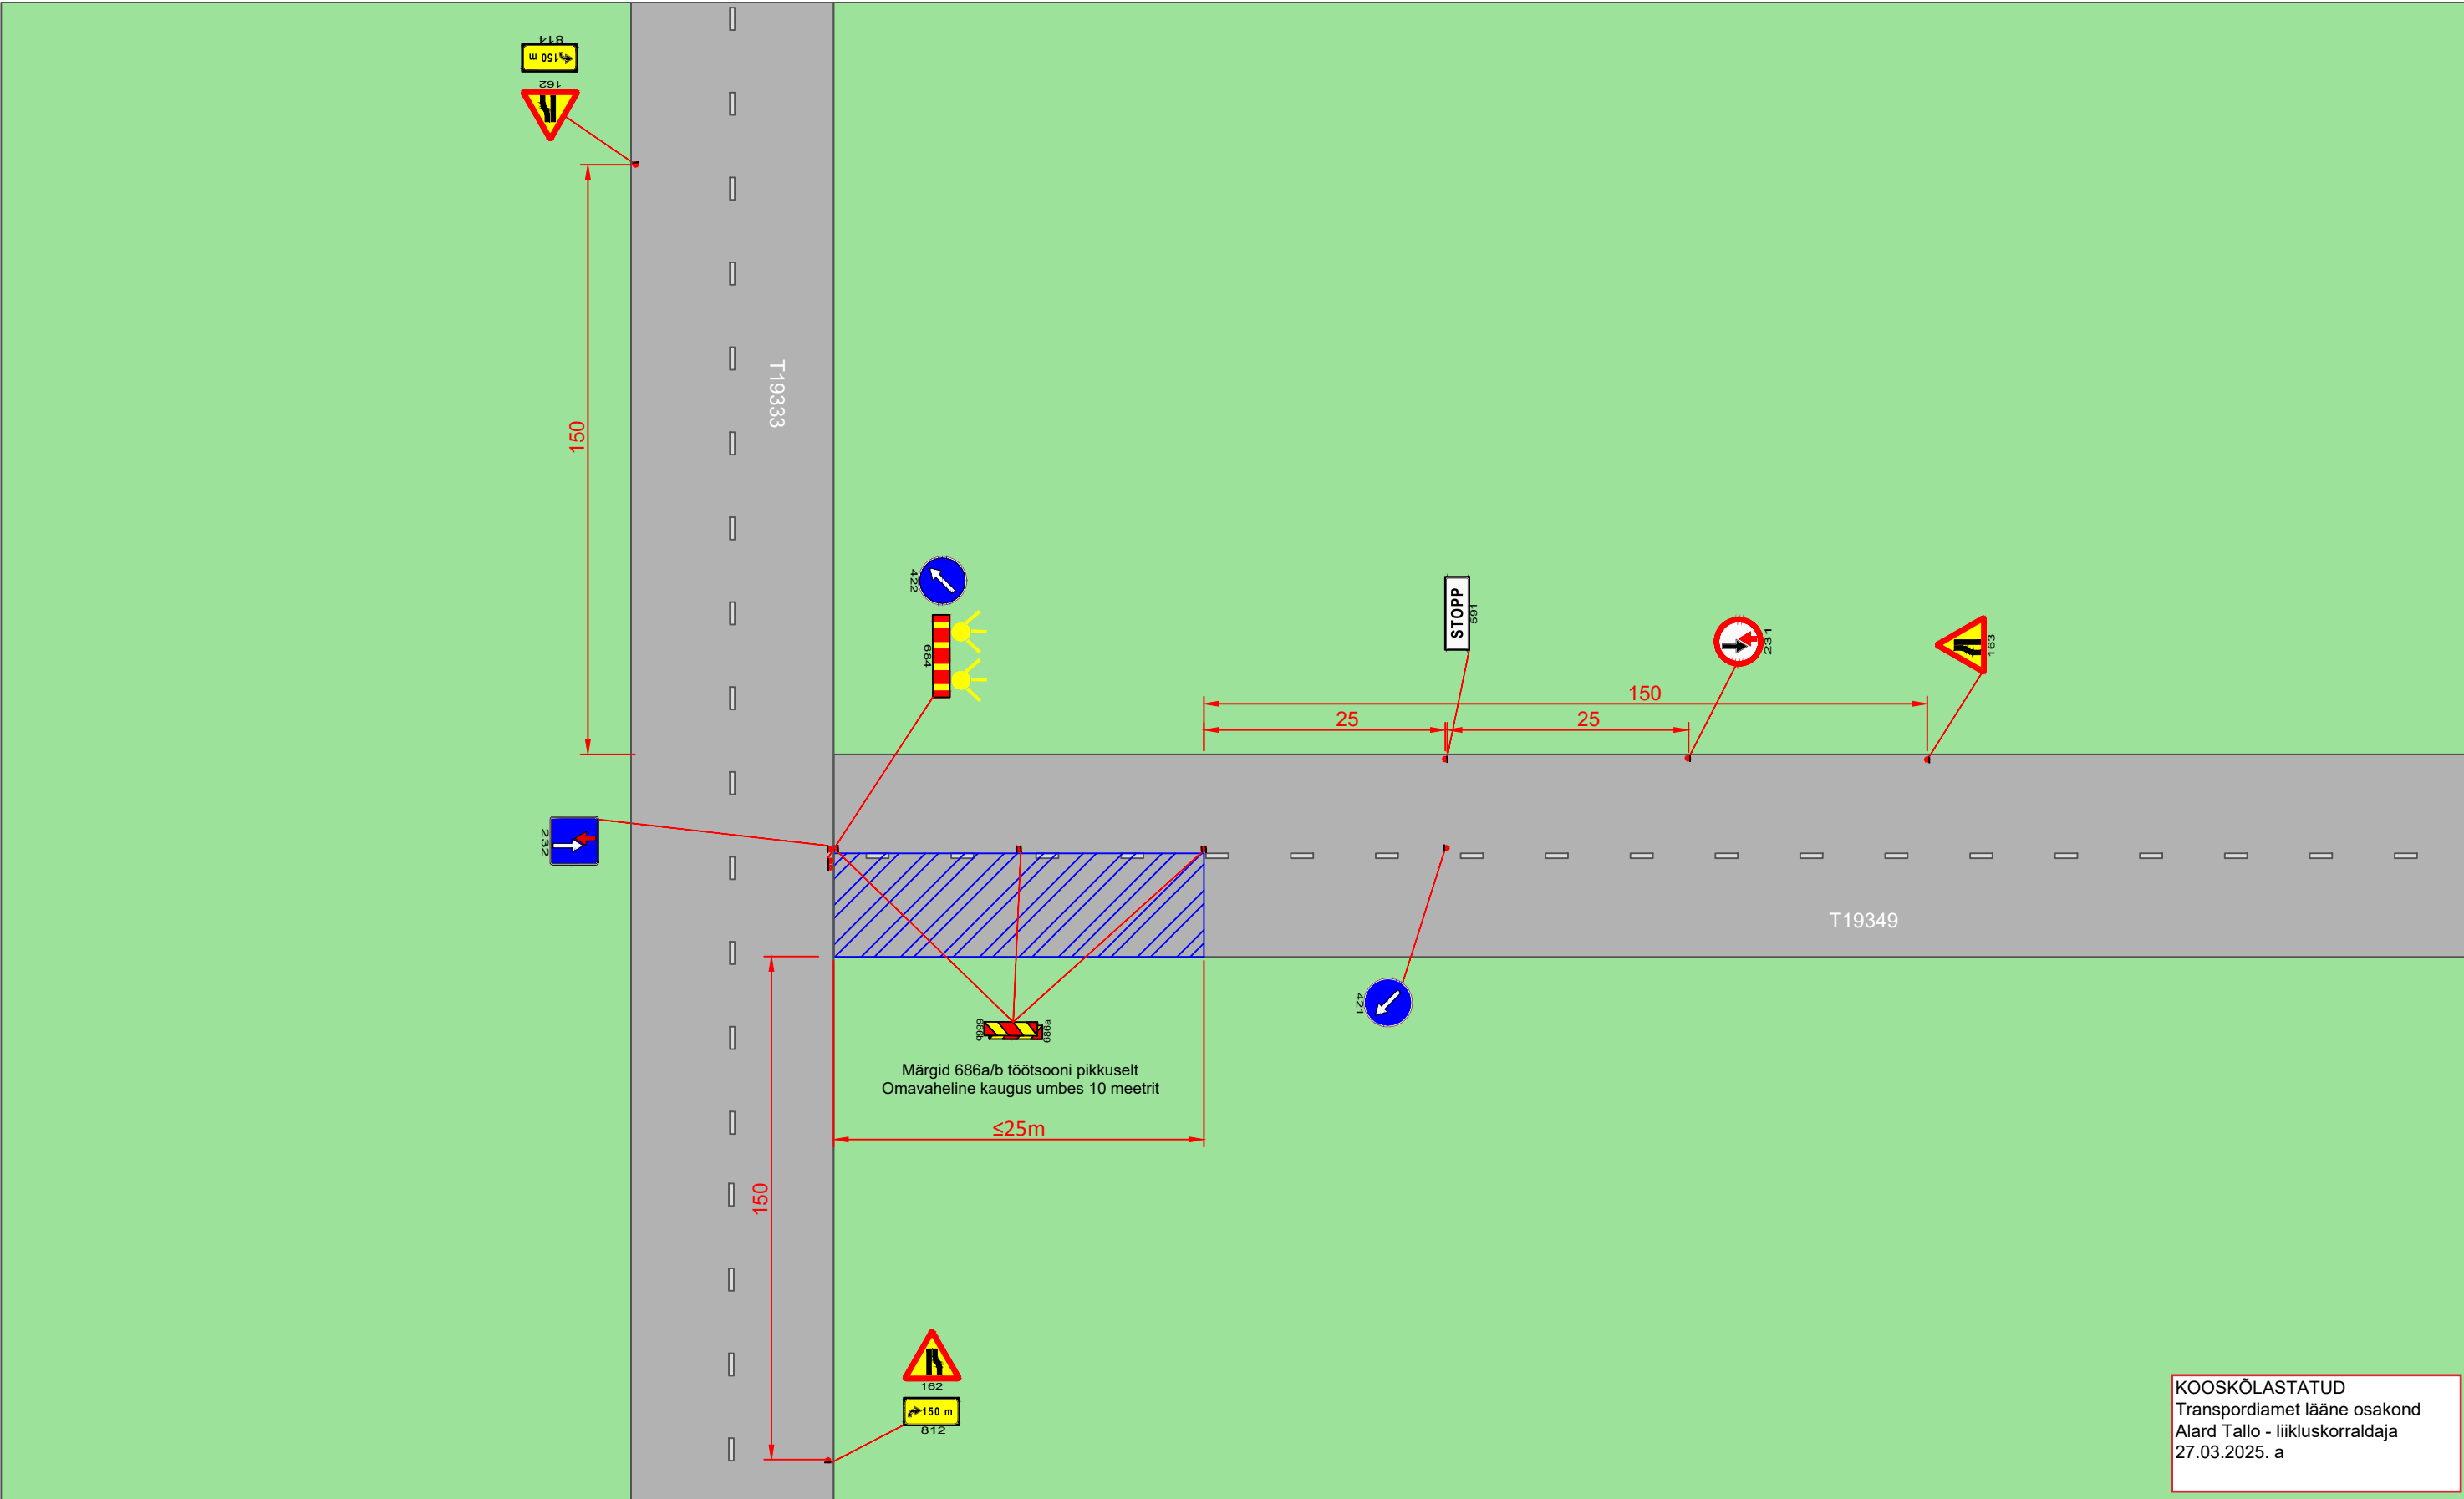 814
150 m
162
T19333
150
422
684
STOPP
591
231
163
150
25
25
232
T19349
421
686b
686a
Märgid 686a/b töötsooni pikkuselt
Omavaheline kaugus umbes 10 meetrit
≤25m
150
162
150 m
812
KOOSKÕLASTATUD
Transpordiamet lääne osakond
Alard Tallo - liikluskorraldaja
27.03.2025. a